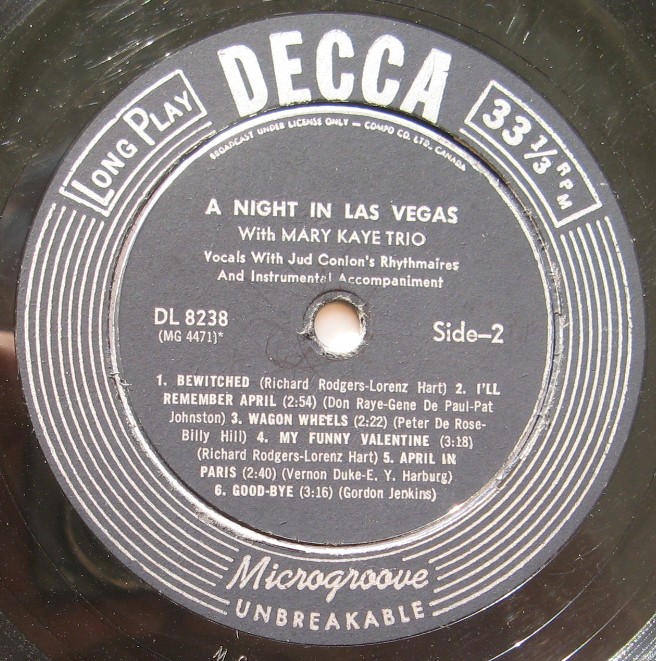 DECCA
LONG PLAY
33 1/3 RPM
BROADCAST UNDER LICENSE ONLY — COMPO CO. LTD., CANADA
A NIGHT IN LAS VEGAS
With MARY KAYE TRIO
Vocals With Jud Conlon's Rhythmaires
And Instrumental Accompaniment
DL 8238
(MG 4471)*
Side–2
1. BEWITCHED (Richard Rodgers-Lorenz Hart) 2. I'LL
REMEMBER APRIL (2:54) (Don Raye-Gene De Paul-Pat
Johnston) 3. WAGON WHEELS (2:22) (Peter De Rose-
Billy Hill) 4. MY FUNNY VALENTINE (3:18)
(Richard Rodgers-Lorenz Hart) 5. APRIL IN
PARIS (2:40) (Vernon Duke-E. Y. Harburg)
6. GOOD-BYE (3:16) (Gordon Jenkins)
Microgroove
UNBREAKABLE